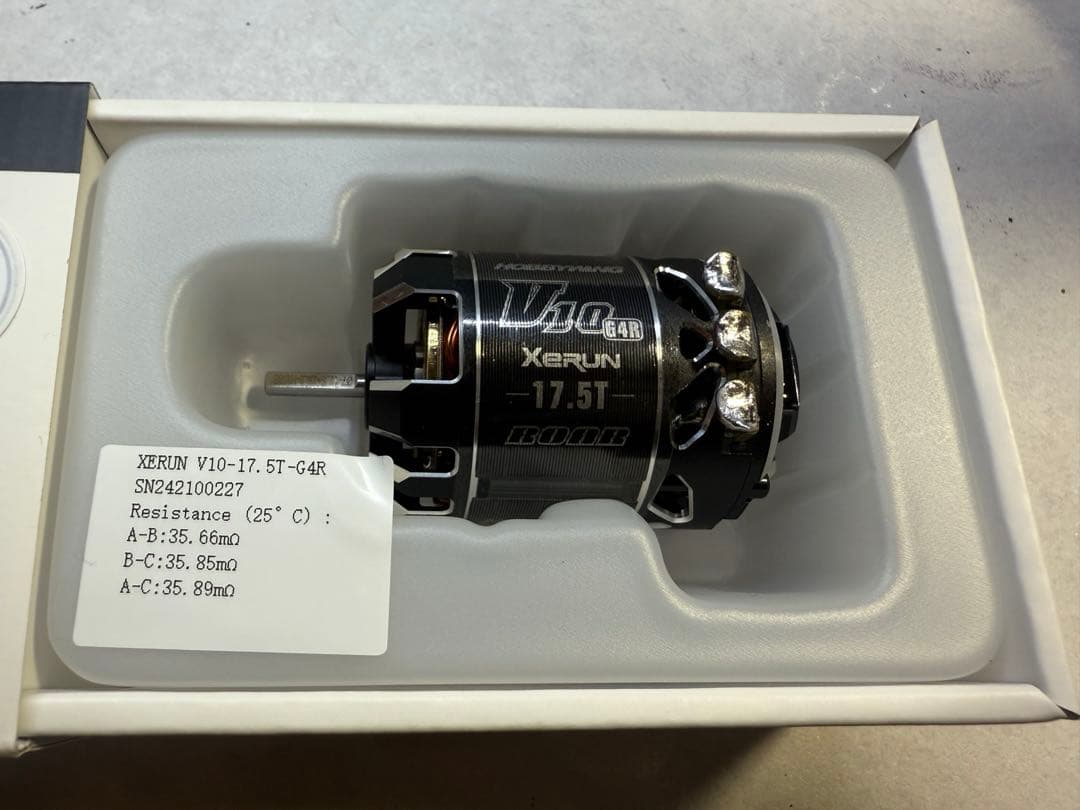 HOBBYWING
V10
G4R
XERUN
17.5T
ROAR
XERUN V10-17.5T-G4R
SN242100227
Resistance (25° C) :
A-B:35.66mΩ
B-C:35.85mΩ
A-C:35.89mΩ